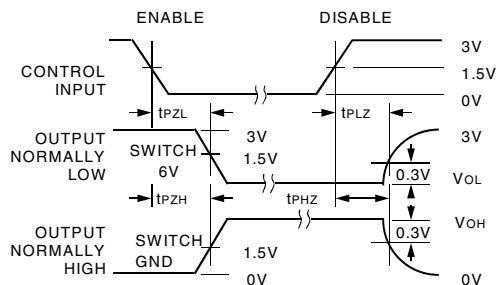 ENABLE DISABLE
3V
CONTROL INPUT
1.5V
0V
tPZL tPLZ
OUTPUT NORMALLY LOW
3V 3V
SWITCH 6V
1.5V
0.3V
VOL
tPZH tPHZ
VOH
0.3V
OUTPUT NORMALLY HIGH
SWITCH GND
1.5V
0V 0V